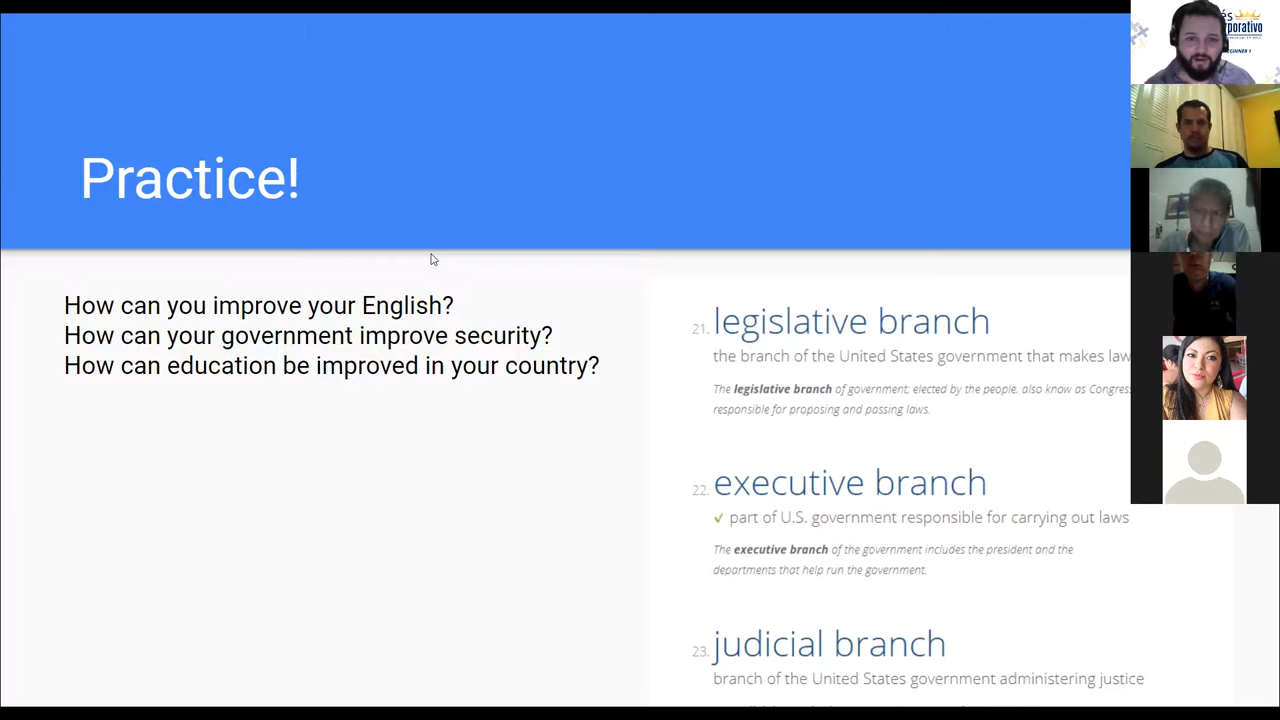 Practice!
How can you improve your English?
How can your government improve security?
How can education be improved in your country?
21. legislative branch
the branch of the United States government that makes law
The legislative branch of government; elected by the people. also known as Congres
responsible for proposing and passing laws.
22. executive branch
✓ part of U.S. government responsible for carrying out laws
The executive branch of the government includes the president and the
departments that help run the government.
23. judicial branch
branch of the United States government administering justice